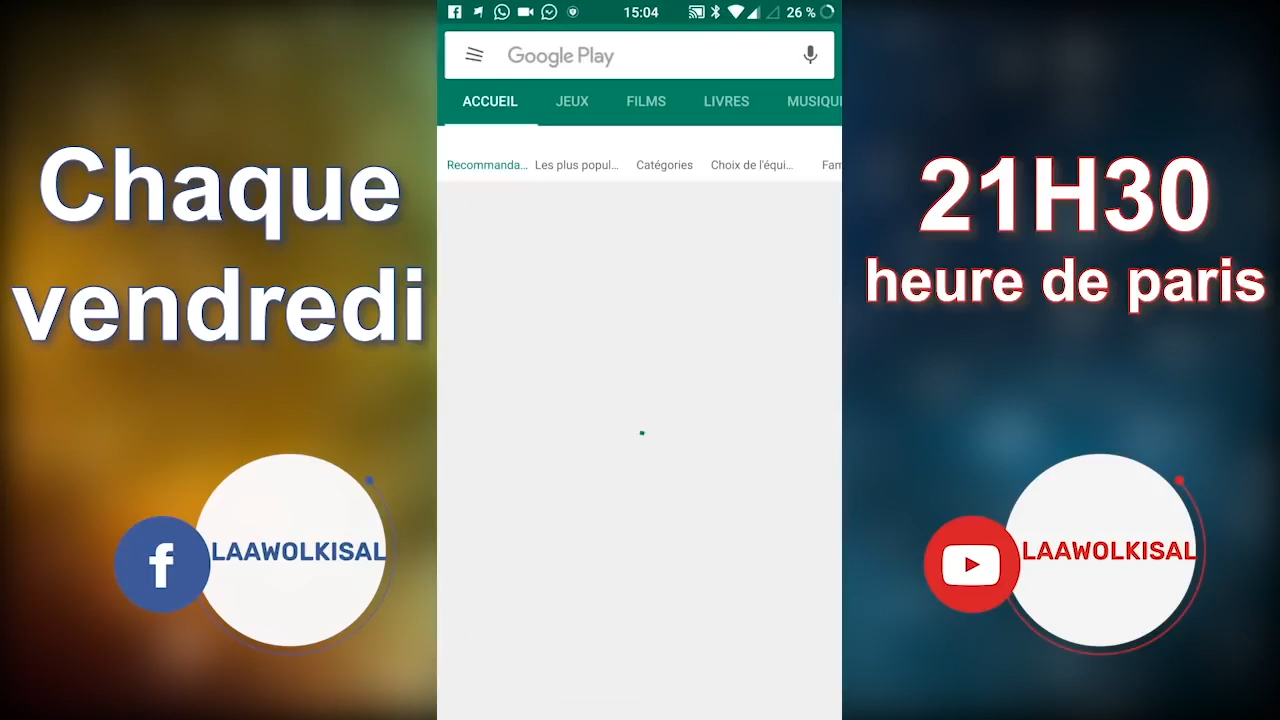 Chaque
vendredi
LAAWOLKISAL
15:04
26 %
Google Play
ACCUEIL JEUX FILMS LIVRES MUSIQU
Recommanda... Les plus popul... Catégories Choix de l'équi... Fam
21H30
heure de paris
LAAWOLKISAL